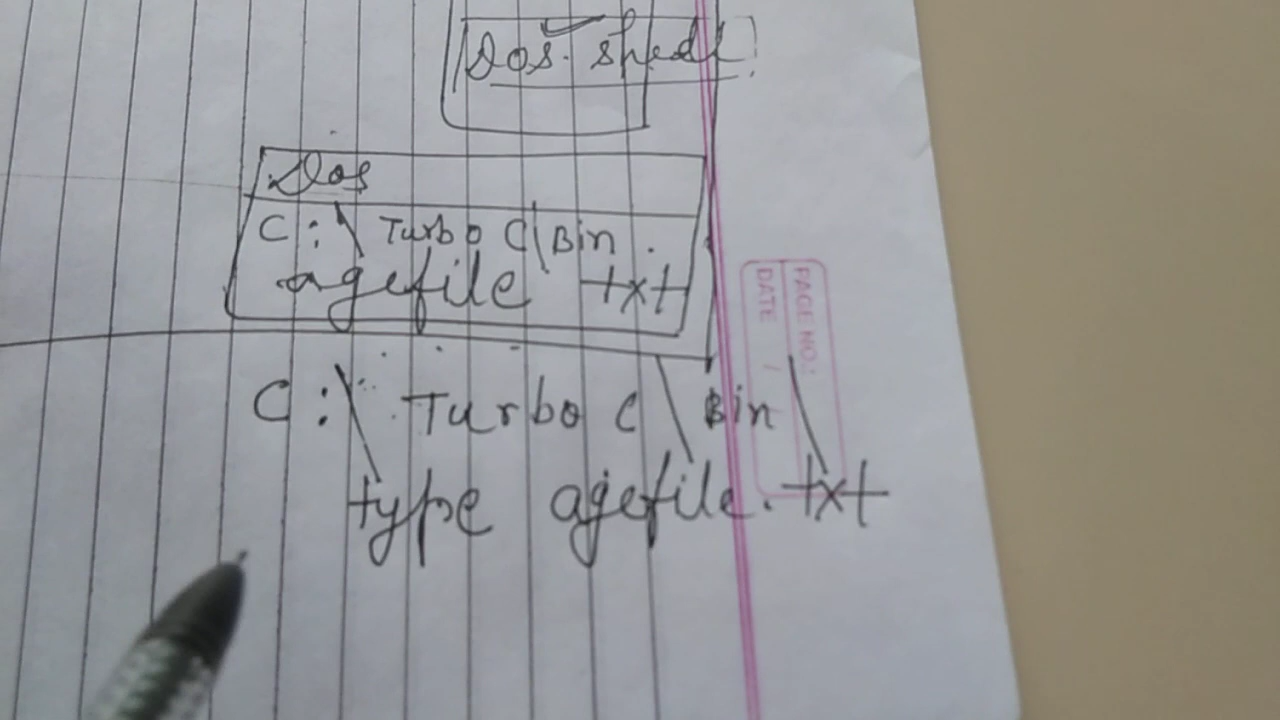 Dos. shell
Dos
C:\ Turbo C\Bin.
agefile txt
C:\ Turbo C\Bin\
type agefile.txt
PAGE NO.:
DATE /